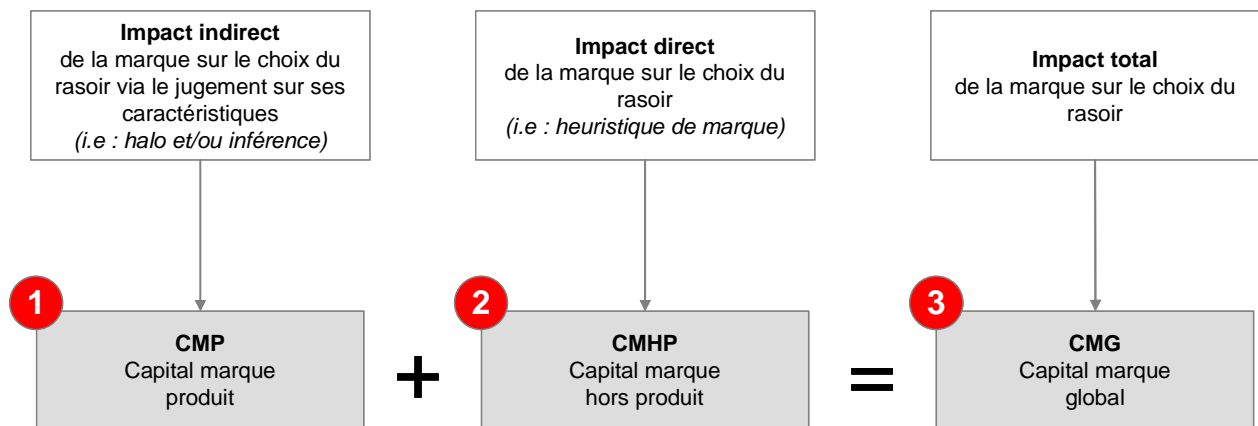 Impact indirect
de la marque sur le choix du
rasoir via le jugement sur ses
caractéristiques
(i.e : halo et/ou inférence)
Impact direct
de la marque sur le choix du
rasoir
(i.e : heuristique de marque)
Impact total
de la marque sur le choix du
rasoir
1
CMP
Capital marque
produit
+
2
CMHP
Capital marque
hors produit
=
3
CMG
Capital marque
global